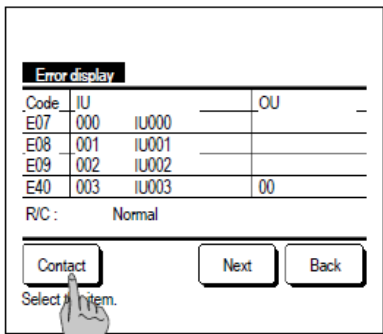 Error display
Code IU OU
E07 000 IU000
E08 001 IU001
E09 002 IU002
E40 003 IU003 00
R/C : Normal
Contact Next Back
Select item.